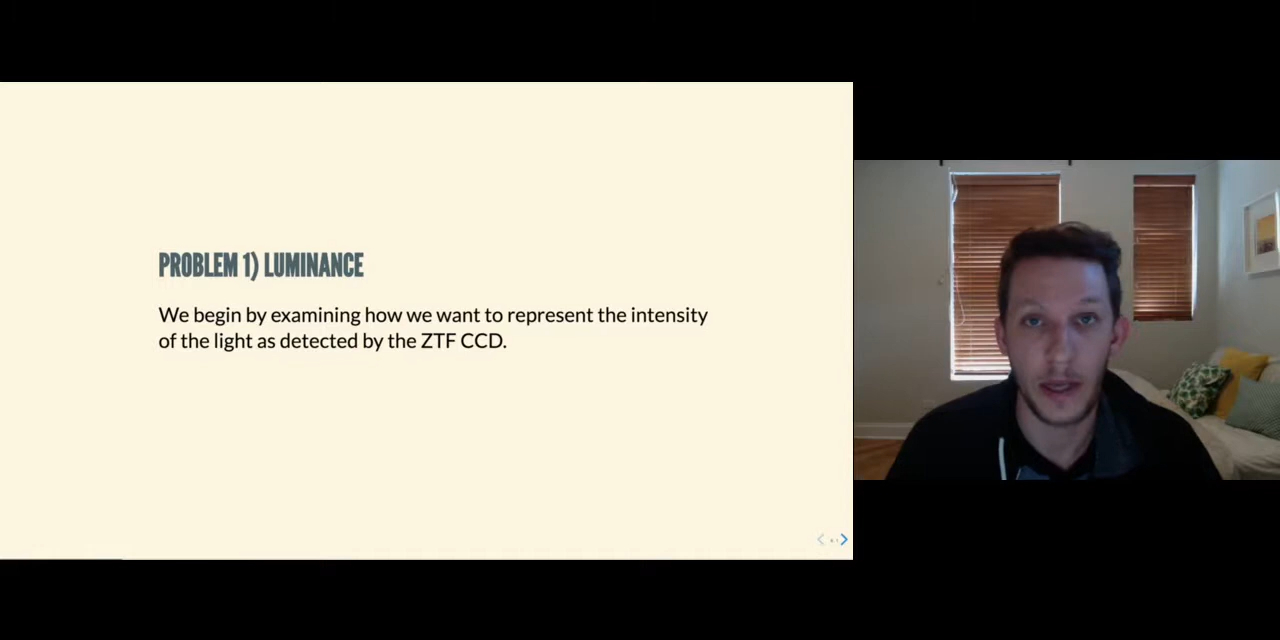 PROBLEM 1) LUMINANCE
We begin by examining how we want to represent the intensity
of the light as detected by the ZTF CCD.